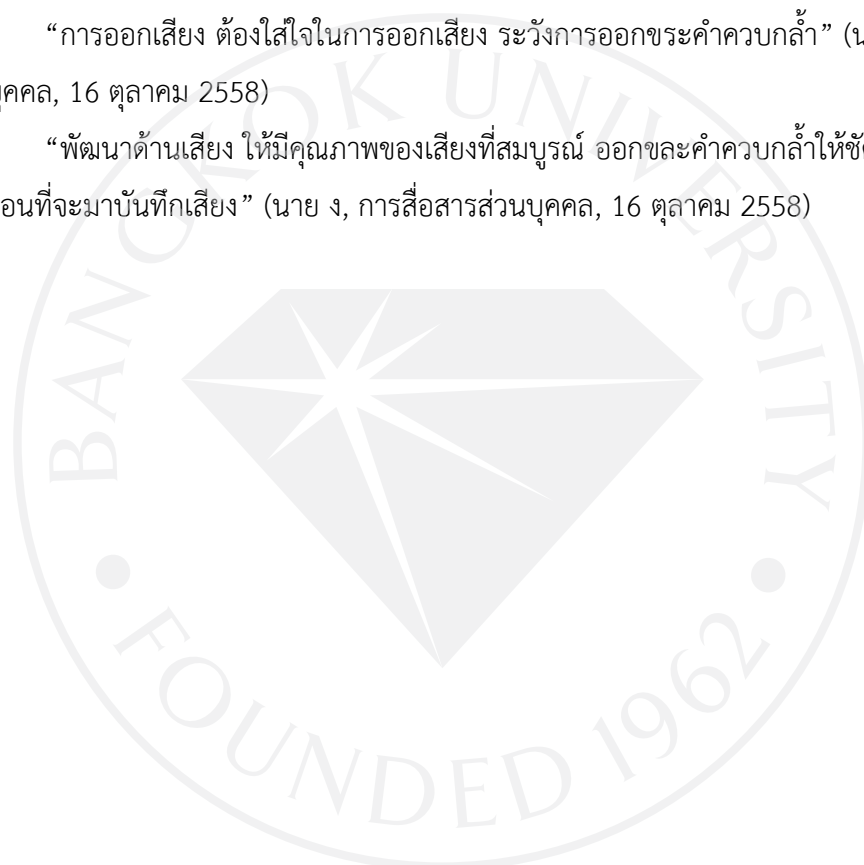 “การออกเสียง ต้องใส่ใจในการออกเสียง ระวังการออกขระคำควบกล้ำ” (น
บุคคล, 16 ตุลาคม 2558)
“พัฒนาด้านเสียง ให้มีคุณภาพของเสียงที่สมบูรณ์ ออกขละคำควบกล้ำให้ชั
อนที่จะมาบันทึกเสียง” (นาย ง, การสื่อสารส่วนบุคคล, 16 ตุลาคม 2558)
BANGKOK UNIVERSITY
FOUNDED 1962